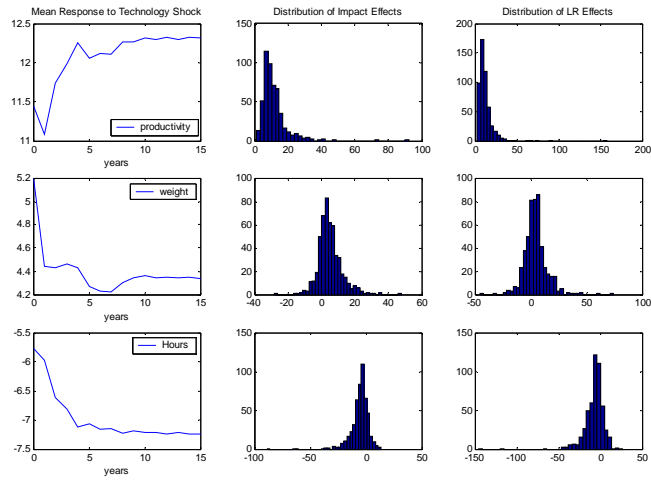 Mean Response to Technology Shock
Distribution of Impact Effects
Distribution of LR Effects
12.5
12
11.5
11
0 5 10 15
years
productivity
150
100
50
0
0 20 40 60 80 100
200
150
100
50
0
0 50 100 150 200
5.2
5
4.8
4.6
4.4
4.2
0 5 10 15
years
weight
100
80
60
40
20
0
-40 -20 0 20 40 60
100
80
60
40
20
0
-50 0 50 100
-5.5
-6
-6.5
-7
-7.5
0 5 10 15
years
Hours
150
100
50
0
-100 -50 0 50
150
100
50
0
-150 -100 -50 0 50